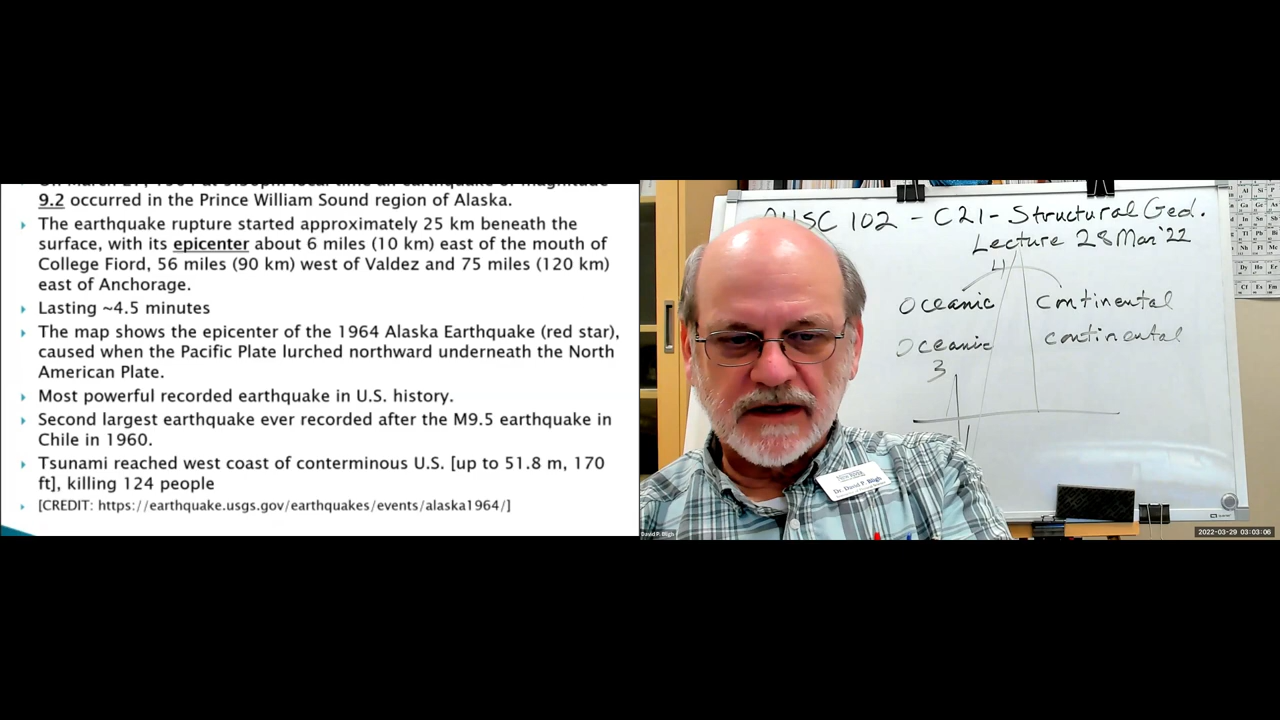 9.2 occurred in the Prince William Sound region of Alaska.
The earthquake rupture started approximately 25 km beneath the
surface, with its epicenter about 6 miles (10 km) east of the mouth of
College Fiord, 56 miles (90 km) west of Valdez and 75 miles (120 km)
east of Anchorage.
Lasting ~4.5 minutes
The map shows the epicenter of the 1964 Alaska Earthquake (red star),
caused when the Pacific Plate lurched northward underneath the North
American Plate.
Most powerful recorded earthquake in U.S. history.
Second largest earthquake ever recorded after the M9.5 earthquake in
Chile in 1960.
Tsunami reached west coast of conterminous U.S. [up to 51.8 m, 170
ft], killing 124 people
[CREDIT: https://earthquake.usgs.gov/earthquakes/events/alaska1964/]
102 - C21 - Structural Geol.
Lecture 28 Mar '22
4
Oceanic Continental
Oceanic continental
3
Dr. David P. Bligh
David P. Bligh
2022-03-29 03:03:06